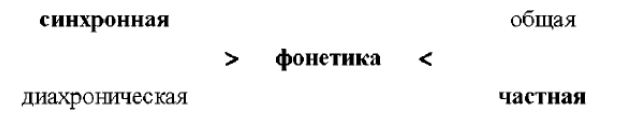 синхронная общая
> фонетика <
диахроническая частная